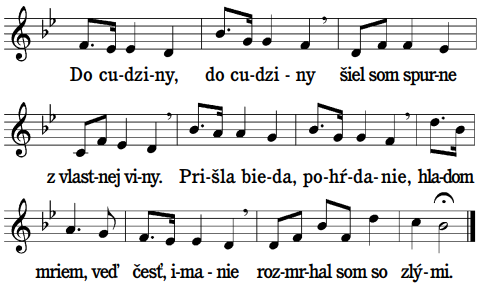 Do cu-dzi-ny, do cu-dzi - ny šiel som spur-ne
z vlast-nej vi-ny. Pri-šla bie-da, po-hŕ-da-nie, hla-dom
mriem, veď česť, i-ma - nie roz-mr-hal som so zlý-mi.